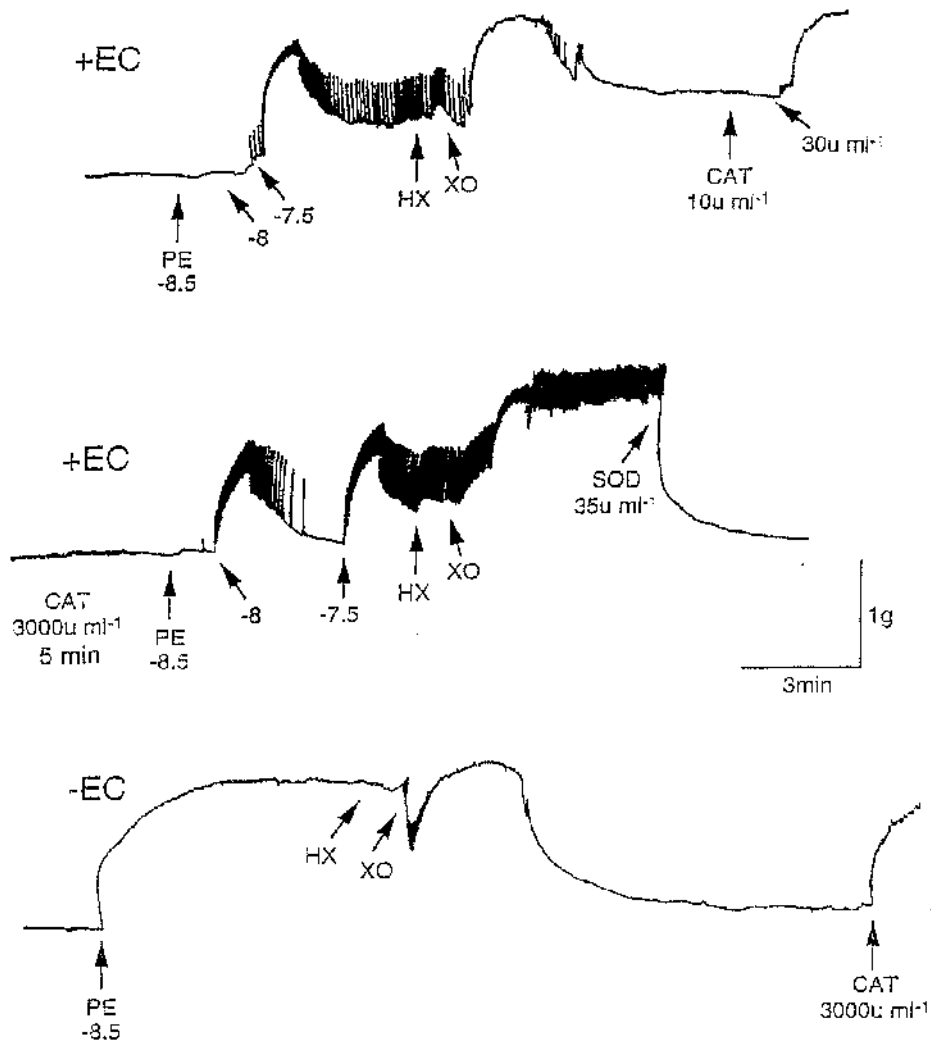 +EC
30u ml-1
HX
XO
CAT
10u ml-1
-7.5
-8
PE
-8.5
+EC
SOD
35u ml-1
HX
XO
CAT
3000u ml-1
5 min
PE
-8.5
-8
-7.5
1g
3min
-EC
HX
XO
PE
-8.5
CAT
3000u ml-1